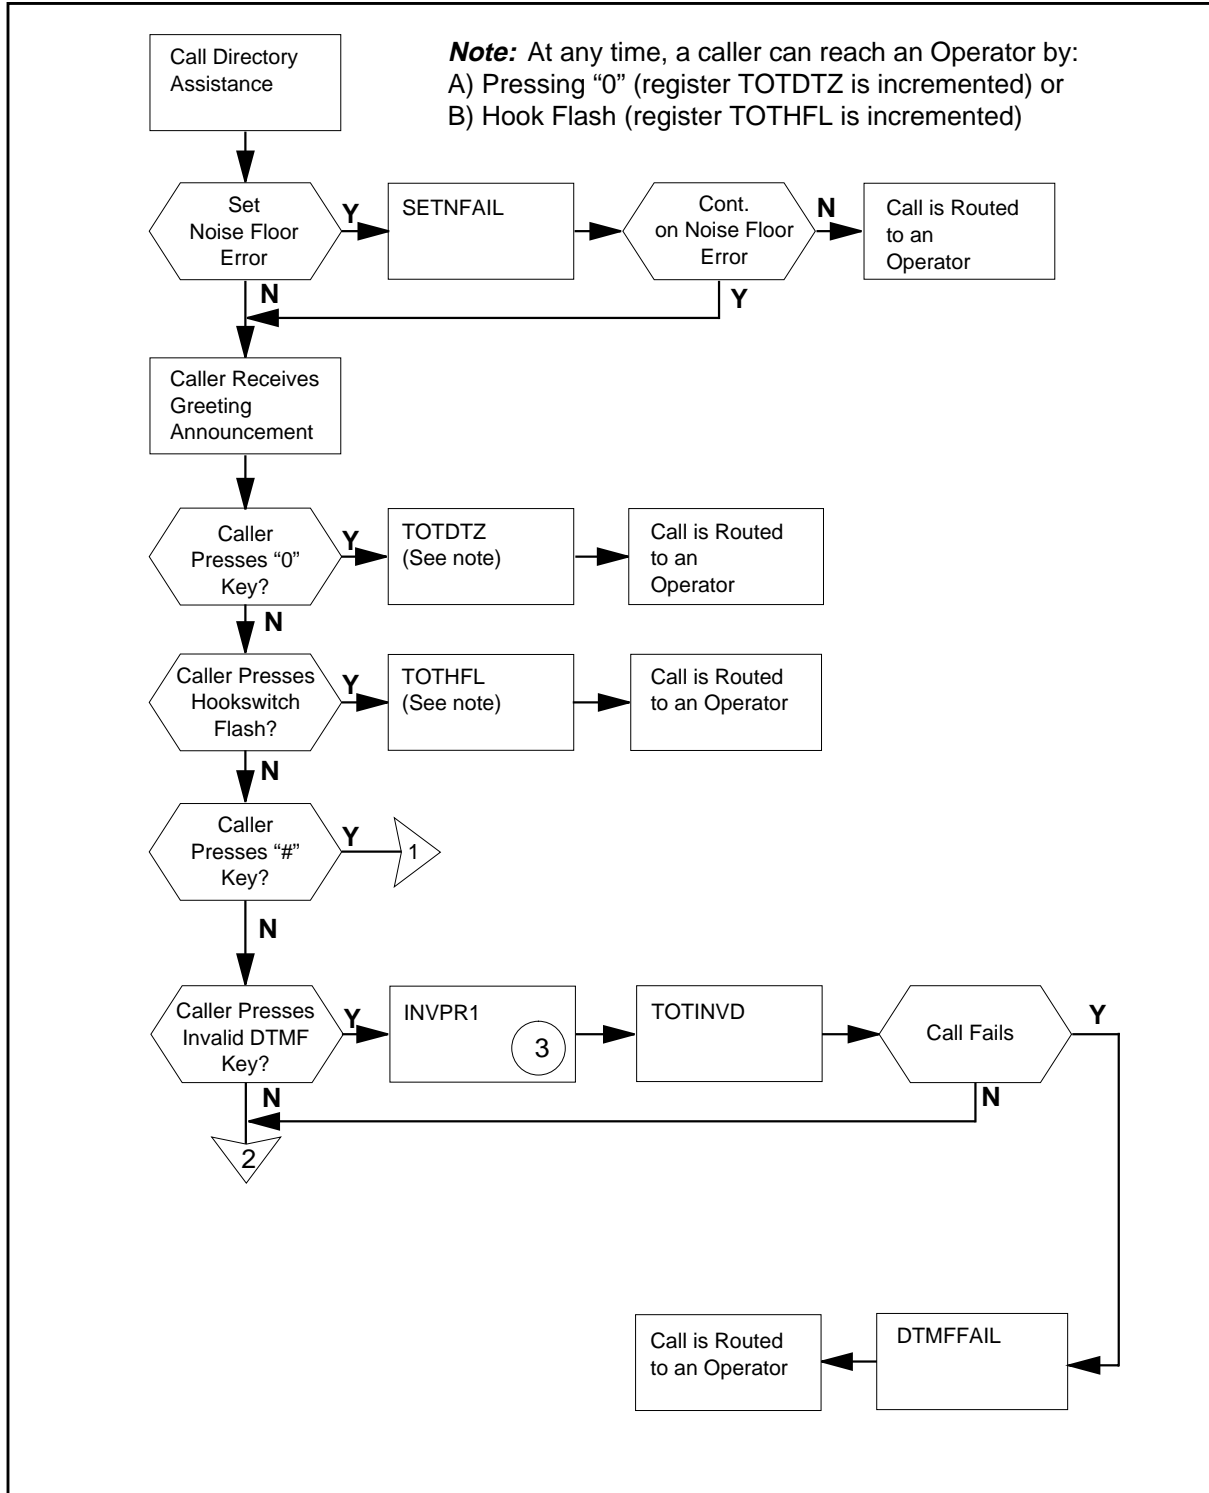 Call Directory
Assistance
Note: At any time, a caller can reach an Operator by:
A) Pressing “0” (register TOTDTZ is incremented) or
B) Hook Flash (register TOTHFL is incremented)
Set
Noise Floor
Error
Y
SETNFAIL
Cont.
on Noise Floor
Error
N
Call is Routed
to an
Operator
N
Y
Caller Receives
Greeting
Announcement
Caller
Presses “0”
Key?
Y
TOTDTZ
(See note)
Call is Routed
to an
Operator
N
Caller Presses
Hookswitch
Flash?
Y
TOTHFL
(See note)
Call is Routed
to an Operator
N
Caller
Presses “#”
Key?
Y
1
N
Caller Presses
Invalid DTMF
Key?
Y
INVPR1
3
TOTINVD
Call Fails
Y
N
N
2
Call is Routed
to an Operator
DTMFFAIL